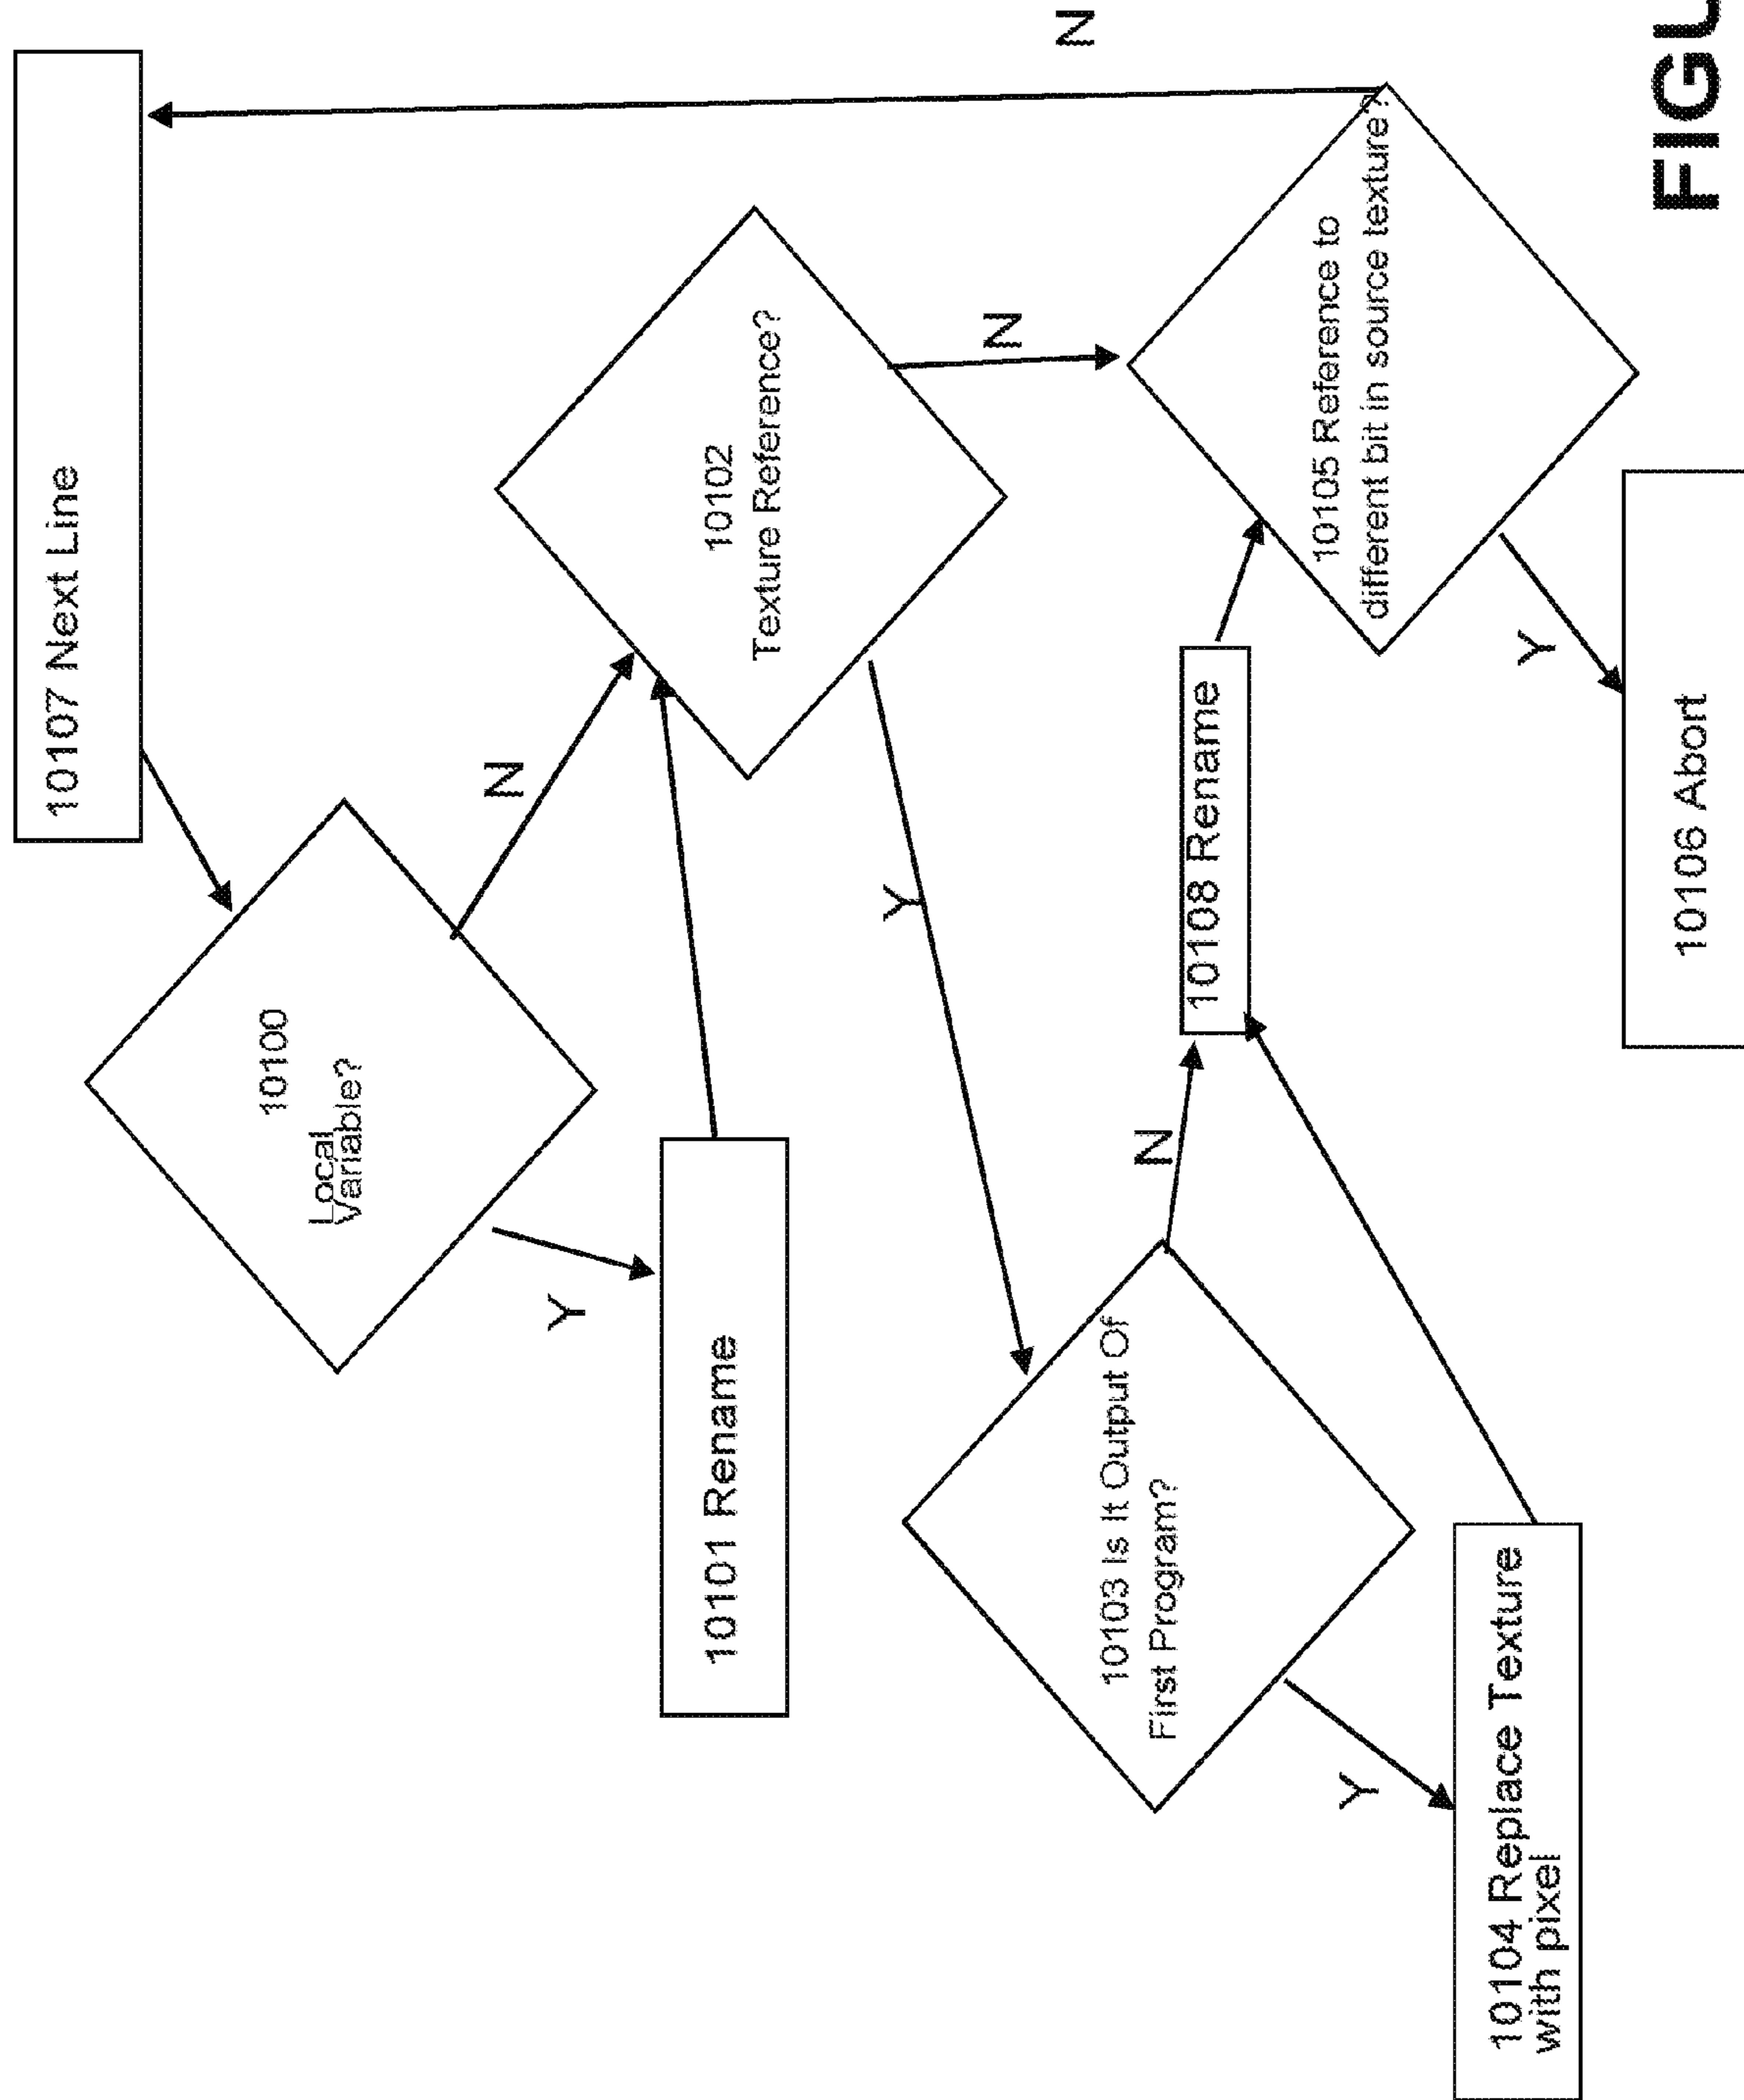 10107 Next Line
10100
Local
Variable?
N
Y
10101 Rename
10102
Texture Reference?
N
Y
10103 Is It Output Of
First Program?
N
Y
10104 Replace Texture
with pixel
10108 Rename
10105 Reference to
different bit in source texture?
N
Y
10106 Abort